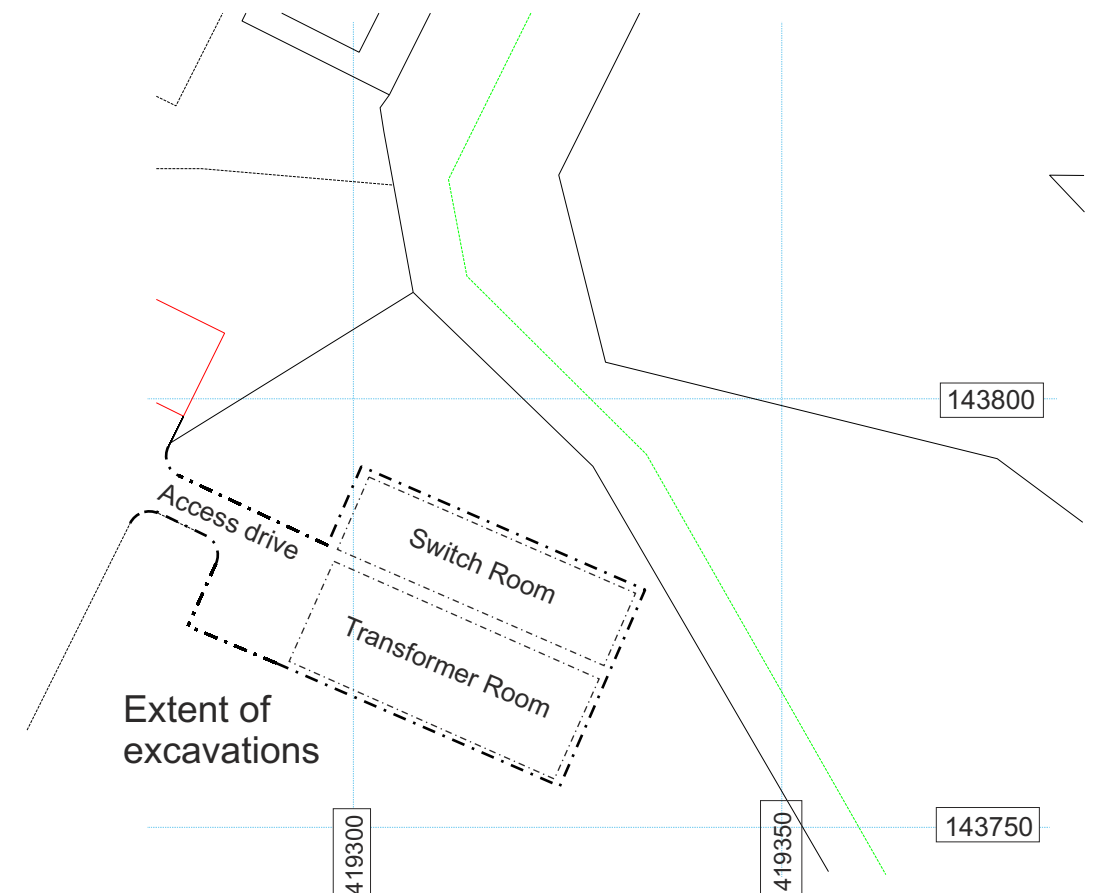 143800
Access drive
Switch Room
Transformer Room
Extent of
excavations
419300
419350
143750